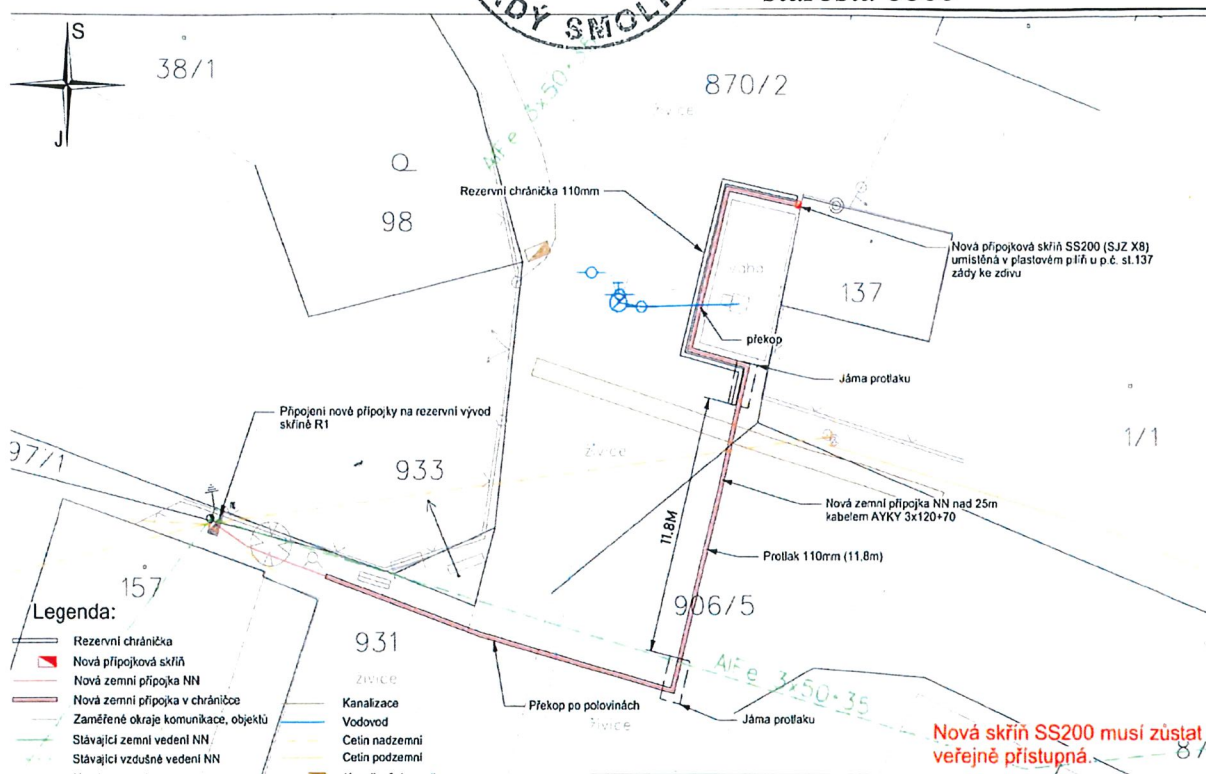 S
J
38/1
870/2
živice
AlFe 3x50+35
98
Rezervní chránička 110mm
Nová přípojková skříň SS200 (SJZ X8)
umístěná v plastovém pilíři u p.č. st.137
zády ke zdivu
137
překop
Jáma protlaku
Připojení nové přípojky na rezervní vývod
skříně R1
97/1
933
živice
1/1
Nová zemní přípojka NN nad 25m
kabelem AYKY 3x120+70
11.8M
Protlak 110mm (11,8m)
157
906/5
931
živice
AlFe 3x50+35
Překop po polovinách
živice
Jáma protlaku
Legenda:
Rezervní chránička
Nová přípojková skříň
Nová zemní přípojka NN
Nová zemní přípojka v chráničce
Zaměřené okraje komunikace, objektů
Stávající zemní vedení NN
Stávající vzdušné vedení NN
Kanalizace
Vodovod
Cetin nadzemní
Cetin podzemní
Nová skříň SS200 musí zůstat
veřejně přístupná.